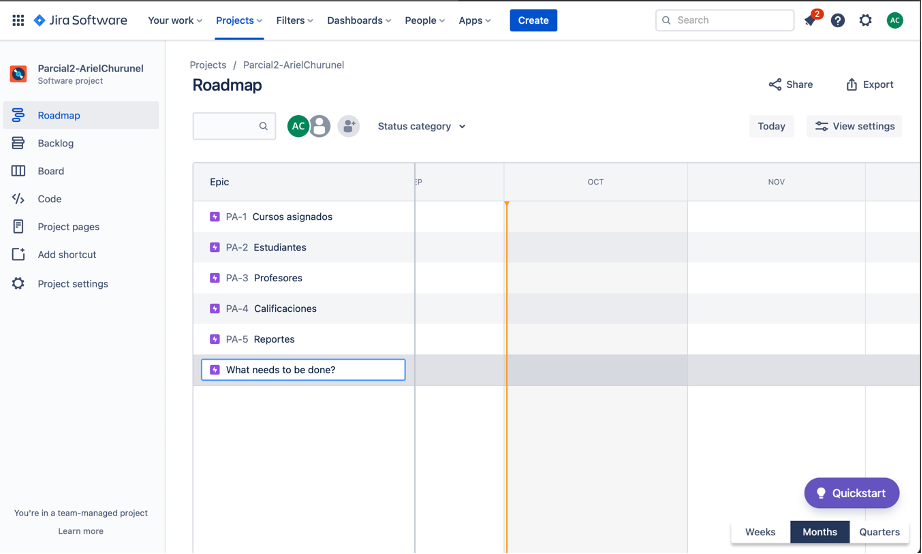 Jira Software Your work Projects Filters Dashboards People Apps Create Search 2 AC
Parcial2-ArielChurunel
Software project
Roadmap
Backlog
Board
Code
Project pages
Add shortcut
Project settings
You're in a team-managed project
Learn more
Projects / Parcial2-ArielChurunel
Roadmap
Share Export
AC Status category Today View settings
Epic EP OCT NOV
PA-1 Cursos asignados
PA-2 Estudiantes
PA-3 Profesores
PA-4 Calificaciones
PA-5 Reportes
What needs to be done?
Quickstart
Weeks Months Quarters